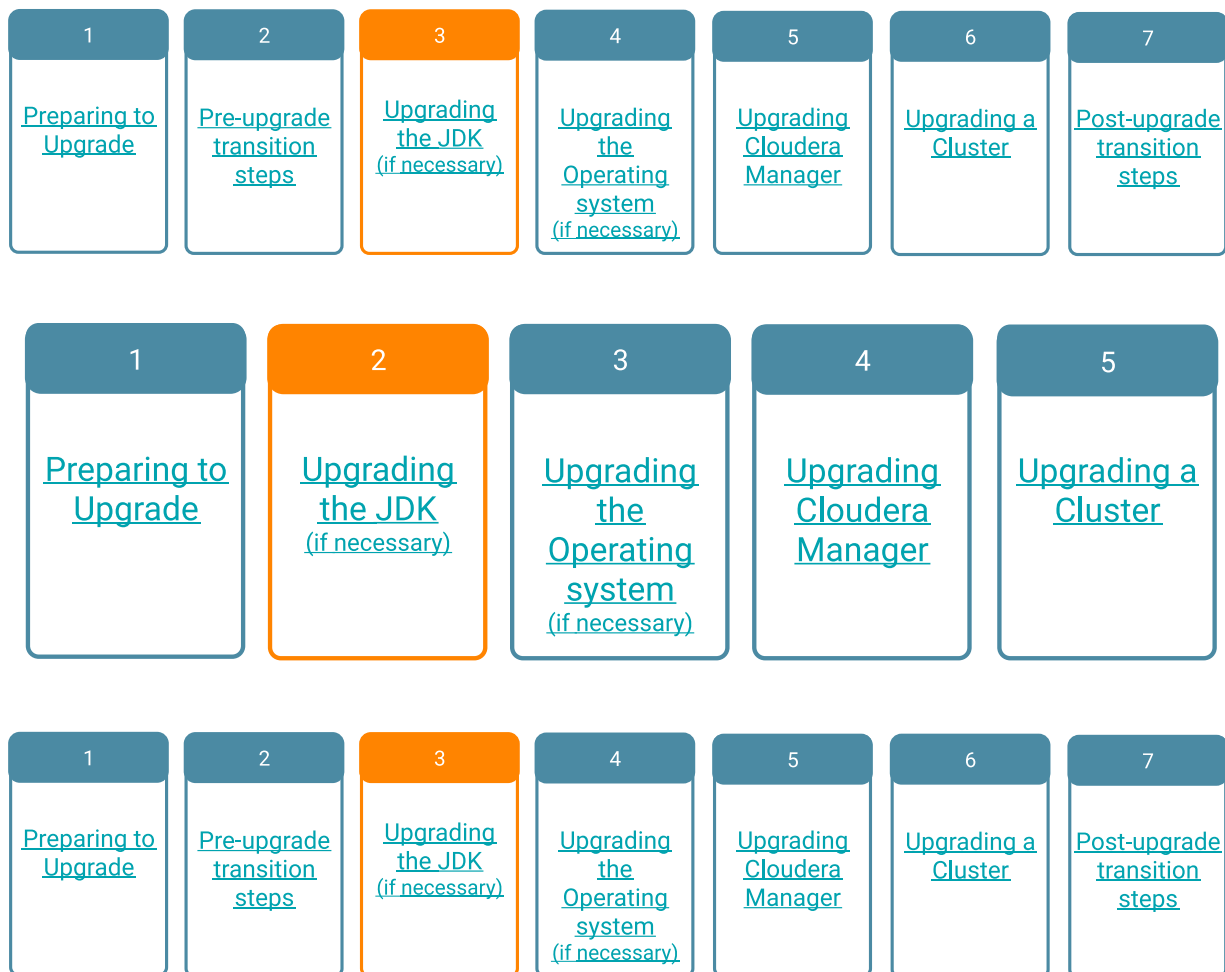 1
Preparing to
Upgrade
2
Pre-upgrade
transition
steps
3
Upgrading
the JDK
(if necessary)
4
Upgrading
the
Operating
system
(if necessary)
5
Upgrading
Cloudera
Manager
6
Upgrading a
Cluster
7
Post-upgrade
transition
steps
1
Preparing to
Upgrade
2
Upgrading
the JDK
(if necessary)
3
Upgrading
the
Operating
system
(if necessary)
4
Upgrading
Cloudera
Manager
5
Upgrading a
Cluster
1
Preparing to
Upgrade
2
Pre-upgrade
transition
steps
3
Upgrading
the JDK
(if necessary)
4
Upgrading
the
Operating
system
(if necessary)
5
Upgrading
Cloudera
Manager
6
Upgrading a
Cluster
7
Post-upgrade
transition
steps